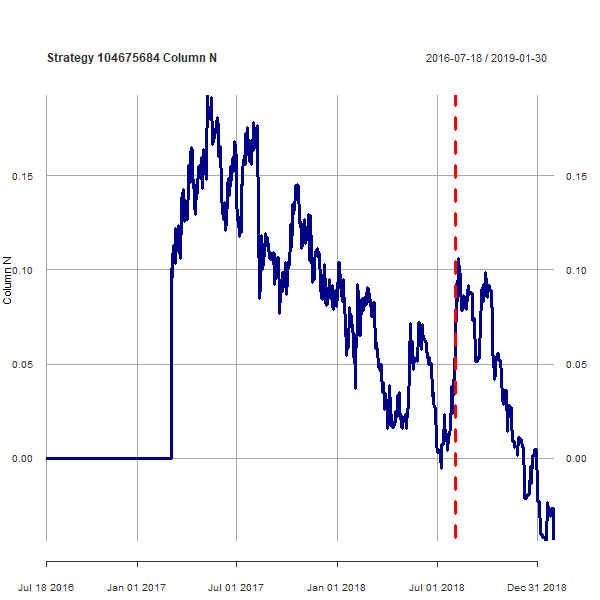 Strategy 104675684 Column N
2016-07-18 / 2019-01-30
Column N
0.15
0.10
0.05
0.00
0.15
0.10
0.05
0.00
Jul 18 2016
Jan 01 2017
Jul 01 2017
Jan 01 2018
Jul 01 2018
Dec 31 2018